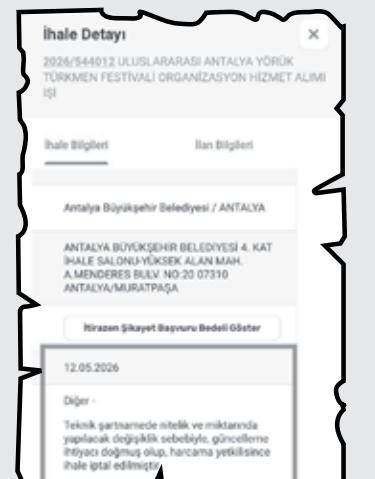 İhale Detayı
×
2026/544012 ULUSLARARASI ANTALYA YÖRÜK
TÜRKMEN FESTİVALİ ORGANİZASYON HİZMET ALIMI
İŞİ
İhale Bilgileri
İlan Bilgileri
Antalya Büyükşehir Belediyesi / ANTALYA
ANTALYA BÜYÜKŞEHİR BELEDİYESİ 4. KAT
İHALE SALONU-YÜKSEK ALAN MAH.
A.MENDERES BULV. NO:20 07310
ANTALYA/MURATPAŞA
İtirazen Şikayet Başvuru Bedeli Göster
12.05.2026
Diğer -
Teknik şartnamede nitelik ve miktarında
yapılacak değişiklik sebebiyle, güncelleme
ihtiyacı doğmuş olup, harcama yetkilisince
ihale iptal edilmiştir